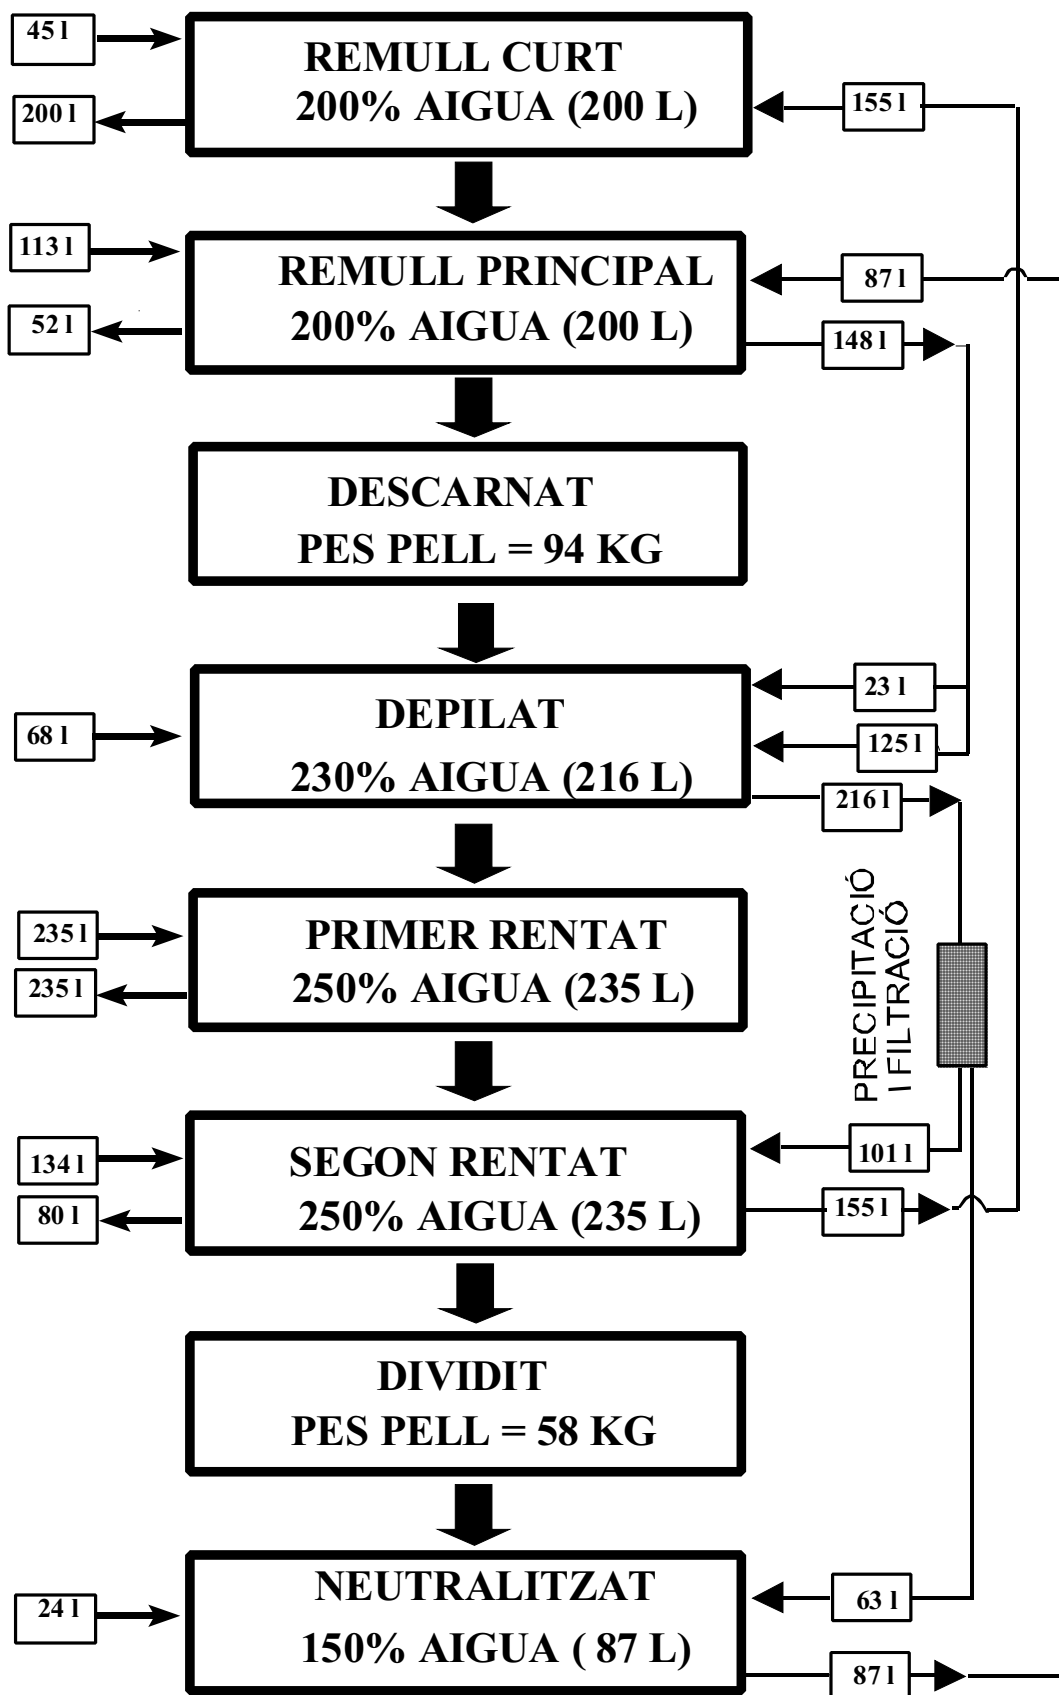 45 l
REMULL CURT
200% AIGUA (200 L)
200 l
155 l
113 l
REMULL PRINCIPAL
200% AIGUA (200 L)
87 l
52 l
148 l
DESCARNAT
PES PELL = 94 KG
DEPILAT
230% AIGUA (216 L)
23 l
68 l
125 l
216 l
PRECIPITACIÓ
I FILTRACIÓ
235 l
PRIMER RENTAT
250% AIGUA (235 L)
235 l
134 l
SEGON RENTAT
250% AIGUA (235 L)
101 l
80 l
155 l
DIVIDIT
PES PELL = 58 KG
NEUTRALITZAT
150% AIGUA ( 87 L)
24 l
63 l
87 l